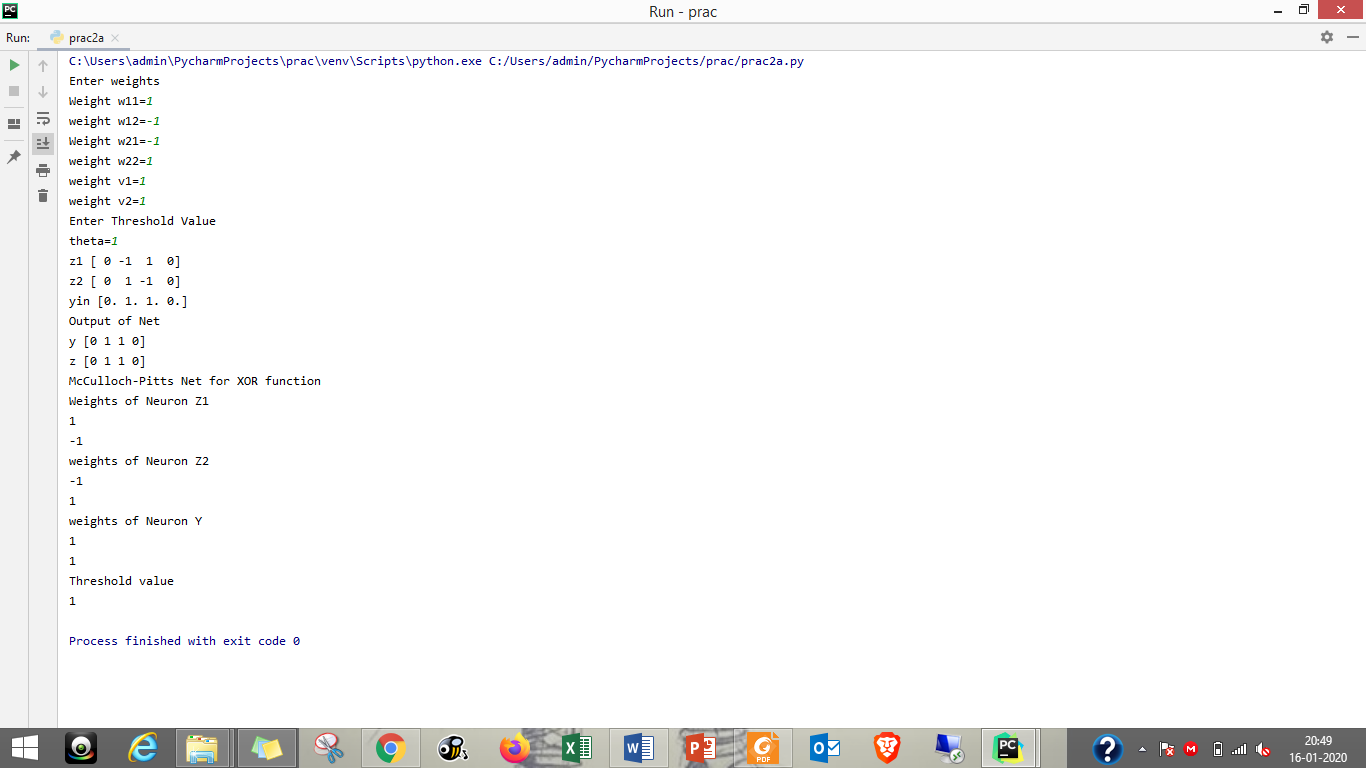 Run - prac
Run:
prac2a
C:\Users\admin\PycharmProjects\prac\venv\Scripts\python.exe C:/Users/admin/PycharmProjects/prac/prac2a.py
Enter weights
Weight w11=1
weight w12=-1
Weight w21=-1
weight w22=1
weight v1=1
weight v2=1
Enter Threshold Value
theta=1
z1 [ 0 -1  1  0]
z2 [ 0  1 -1  0]
yin [0. 1. 1. 0.]
Output of Net
y [0 1 1 0]
z [0 1 1 0]
McCulloch-Pitts Net for XOR function
Weights of Neuron Z1
1
-1
weights of Neuron Z2
-1
1
weights of Neuron Y
1
1
Threshold value
1
Process finished with exit code 0
20:49
16-01-2020